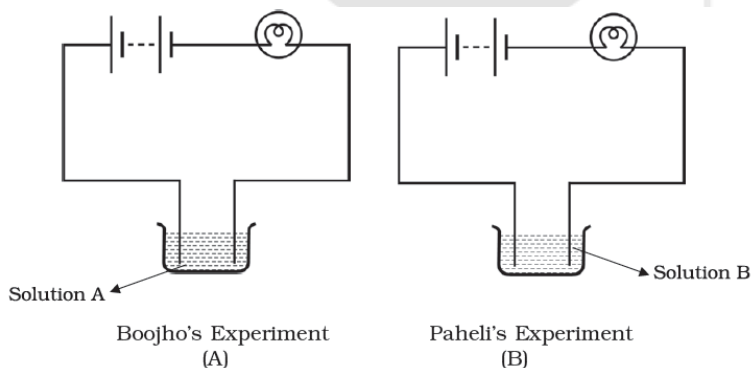 Solution A
Solution B
Boojho's Experiment
(A)
Paheli's Experiment
(B)